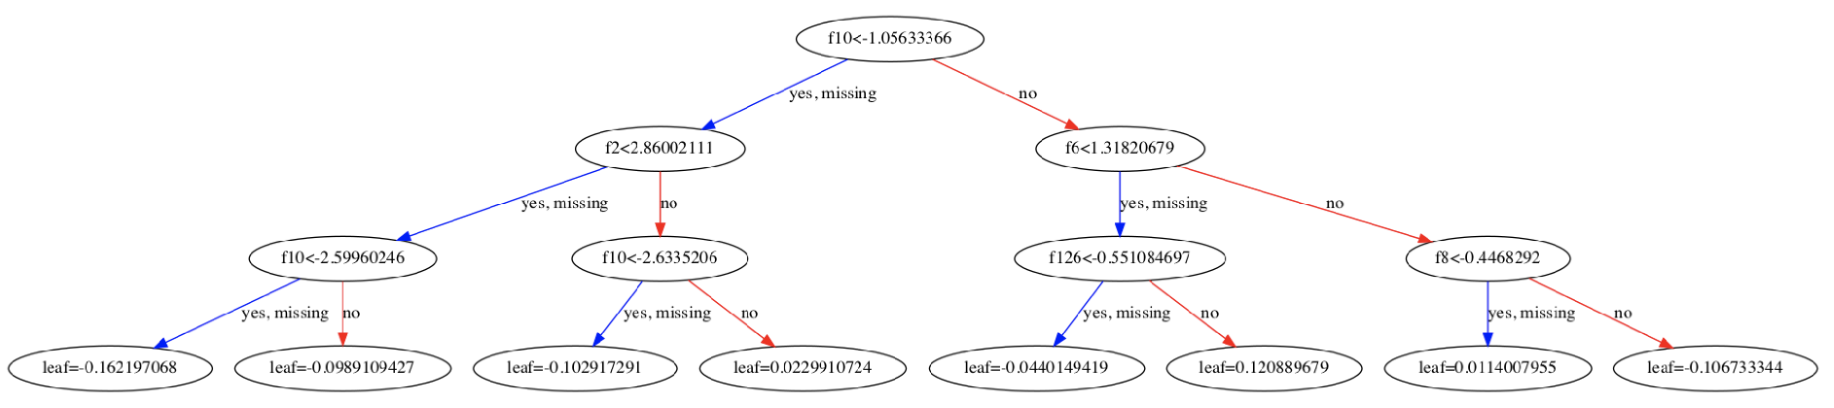 f10<-1.05633366
yes, missing
no
f2<2.86002111
f6<1.31820679
yes, missing
no
yes, missing
no
f10<-2.59960246
f10<-2.6335206
f126<-0.551084697
f8<-0.4468292
yes, missing
no
yes, missing
no
yes, missing
no
yes, missing
no
leaf=-0.162197068
leaf=-0.0989109427
leaf=-0.102917291
leaf=0.0229910724
leaf=-0.0440149419
leaf=0.120889679
leaf=0.0114007955
leaf=-0.106733344